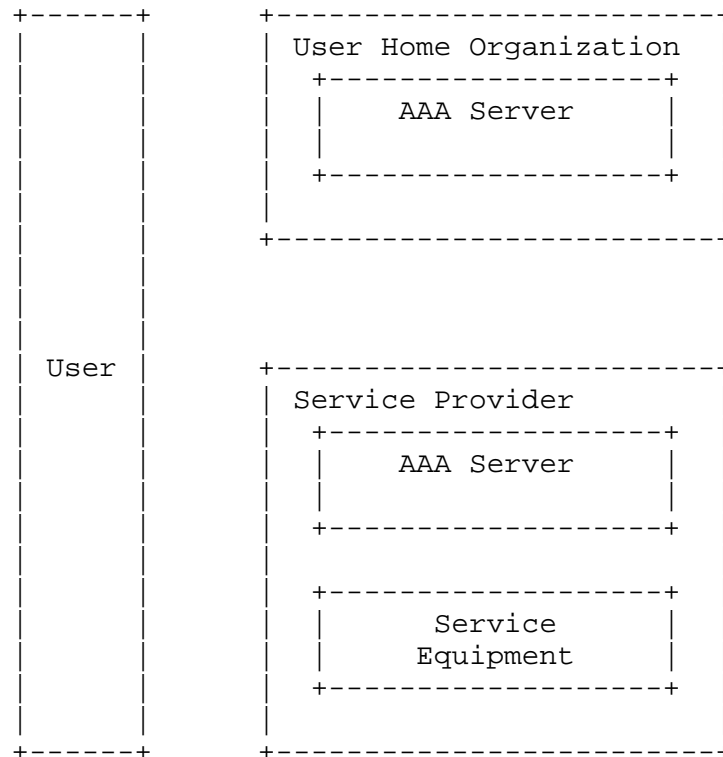 User Home Organization
AAA Server
User
Service Provider
AAA Server
Service
Equipment